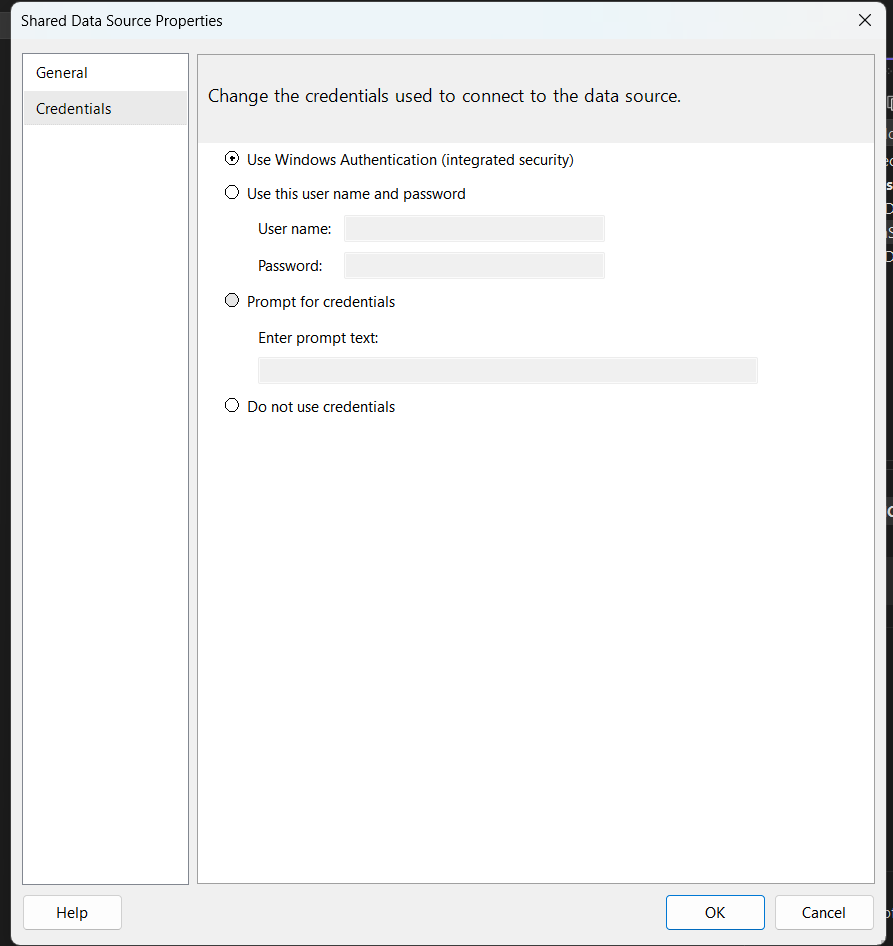 Shared Data Source Properties
General
Credentials
Change the credentials used to connect to the data source.
Use Windows Authentication (integrated security)
Use this user name and password
User name:
Password:
Prompt for credentials
Enter prompt text:
Do not use credentials
Help
OK
Cancel